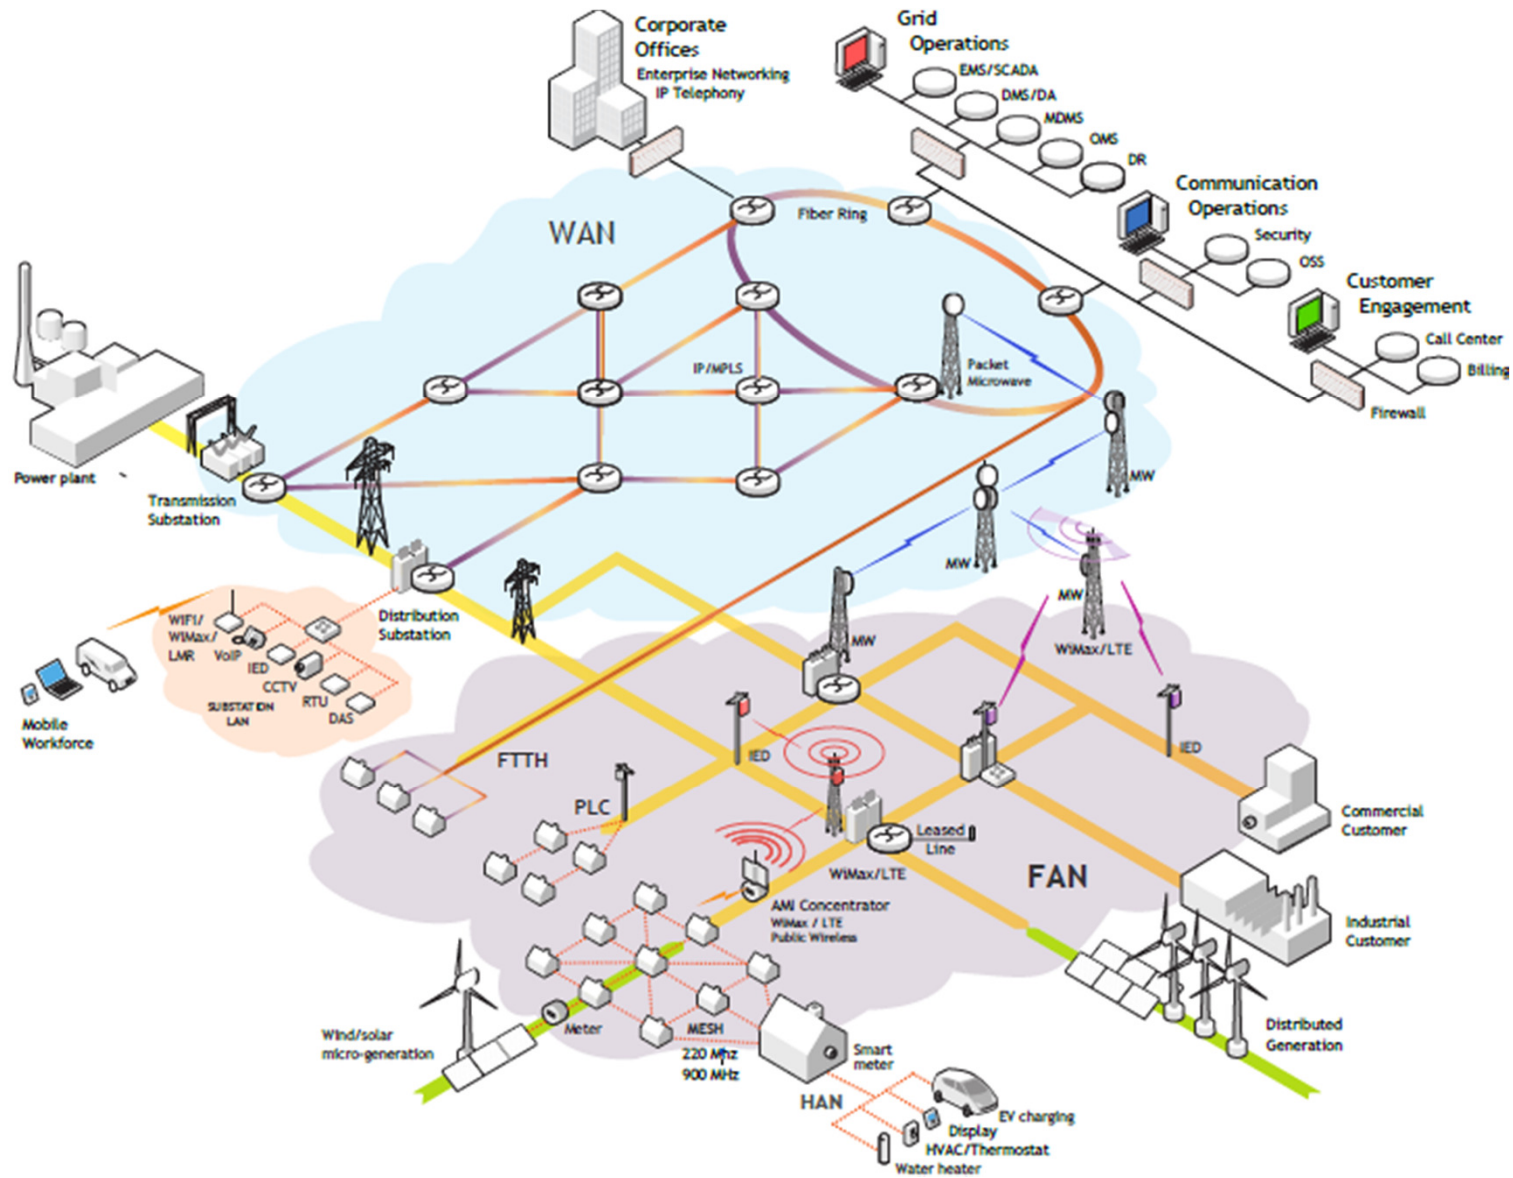 Corporate
Offices
Enterprise Networking
IP Telephony
Grid
Operations
EMS/SCADA
DMS/DA
MDMS
OMS
DR
Communication
Operations
Security
OSS
Customer
Engagement
Call Center
Billing
Firewall
WAN
Fiber Ring
IP/MPLS
Packet
Microwave
MW
MW
MW
MW
WiMax/LTE
Power plant
Transmission
Substation
Distribution
Substation
WIFI/
WiMax/
LMR
VoIP
IED
CCTV
RTU
DAS
SUBSTATION
LAN
Mobile
Workforce
FTTH
PLC
IED
IED
Leased
Line
WiMax/LTE
FAN
AMI Concentrator
WiMax / LTE
Public Wireless
Commercial
Customer
Industrial
Customer
Distributed
Generation
Wind/solar
micro-generation
Meter
MESH
220 Mhz
900 MHz
Smart
meter
HAN
EV charging
Display
HVAC/Thermostat
Water heater